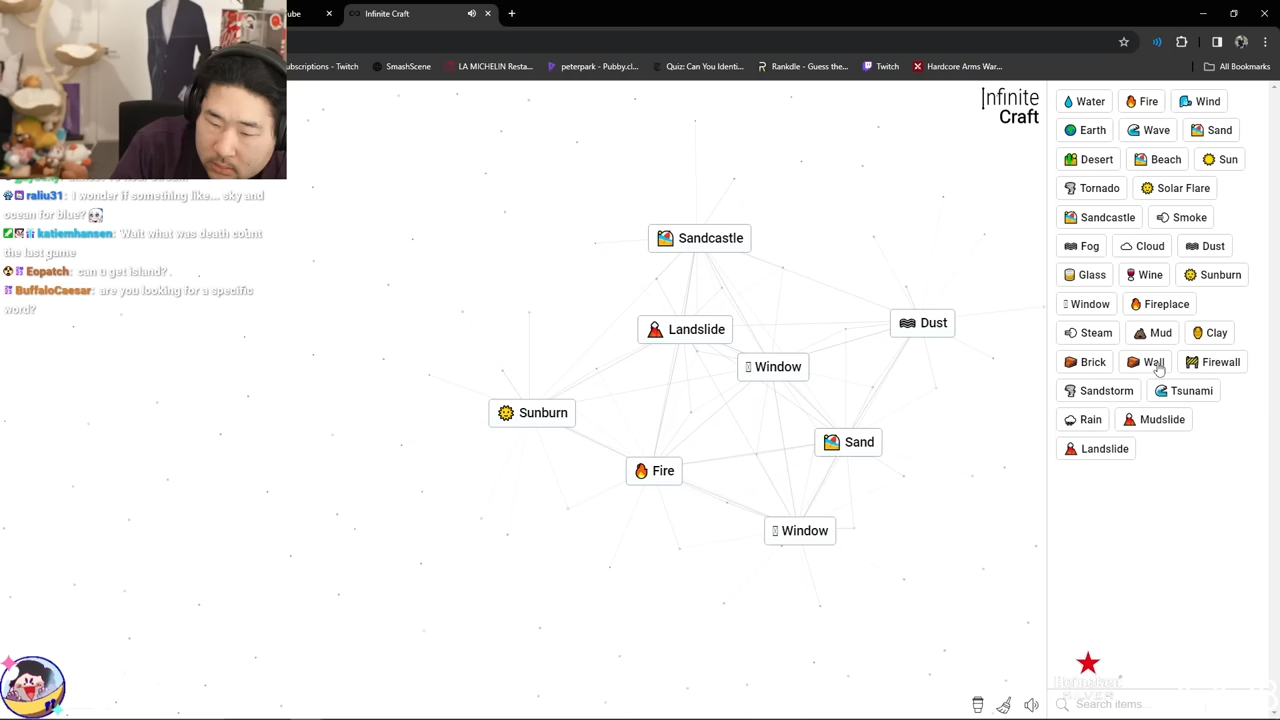 ube
Infinite Craft
ubscriptions - Twitch
SmashScene
LA MICHELIN Resta...
peterpark - Pubby.cl...
Quiz: Can You Identi...
Rankdle - Guess the...
Twitch
Hardcore Arms War...
All Bookmarks
raliu31: I wonder if something like... sky and
ocean for blue?
katiemhansen: Wait what was death count
the last game
Eopatch: can u get island? .
BuffaloCaesar: are you looking for a specific
word?
Infinite
Craft
Sandcastle
Landslide
Dust
Window
Sunburn
Sand
Fire
Window
Water
Fire
Wind
Earth
Wave
Sand
Desert
Beach
Sun
Tornado
Solar Flare
Sandcastle
Smoke
Fog
Cloud
Dust
Glass
Wine
Sunburn
Window
Fireplace
Steam
Mud
Clay
Brick
Wall
Firewall
Sandstorm
Tsunami
Rain
Mudslide
Landslide
Heineken
Search items...